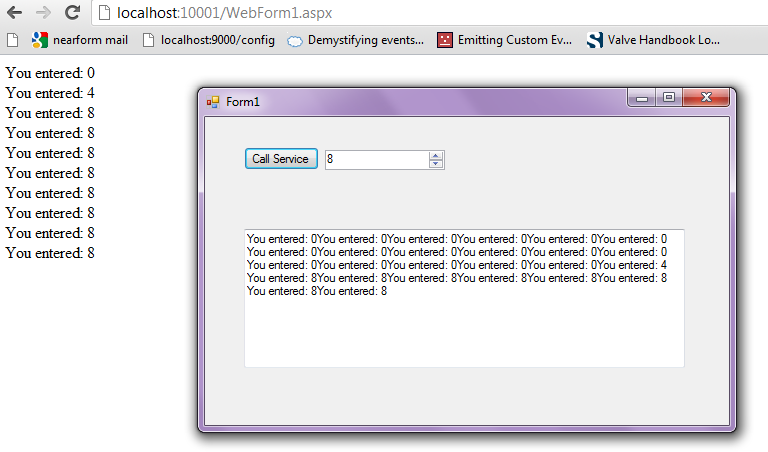 localhost:10001/WebForm1.aspx
nearform mail localhost:9000/config Demystifying events... Emitting Custom Ev... Valve Handbook Lo...
You entered: 0
You entered: 4
You entered: 8
You entered: 8
You entered: 8
You entered: 8
You entered: 8
You entered: 8
You entered: 8
You entered: 8
Form1
Call Service 8
You entered: 0You entered: 0You entered: 0You entered: 0You entered: 0You entered: 0
You entered: 0You entered: 0You entered: 0You entered: 0You entered: 0You entered: 0
You entered: 0You entered: 0You entered: 0You entered: 0You entered: 0You entered: 4
You entered: 8You entered: 8You entered: 8You entered: 8You entered: 8You entered: 8
You entered: 8You entered: 8